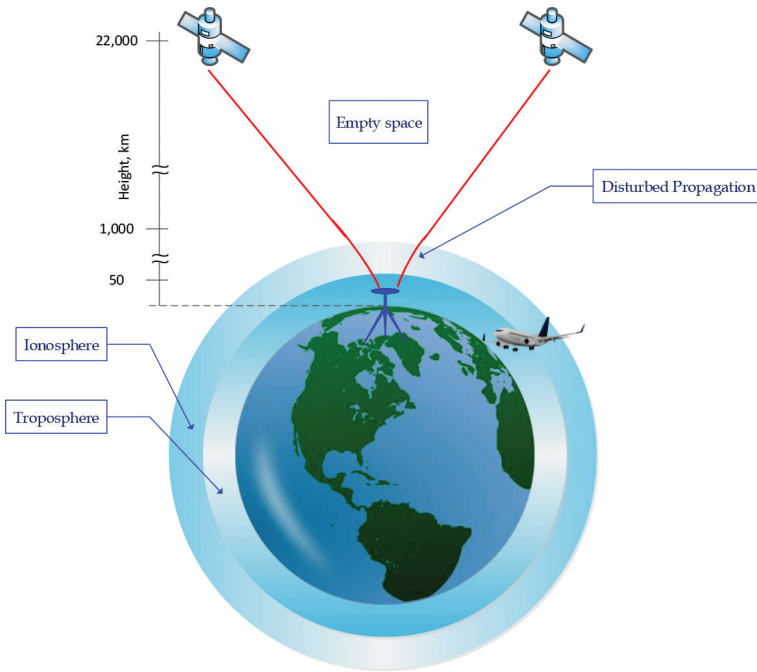 22,000
Empty space
Height, km
Disturbed Propagation
1,000
50
Ionosphere
Troposphere